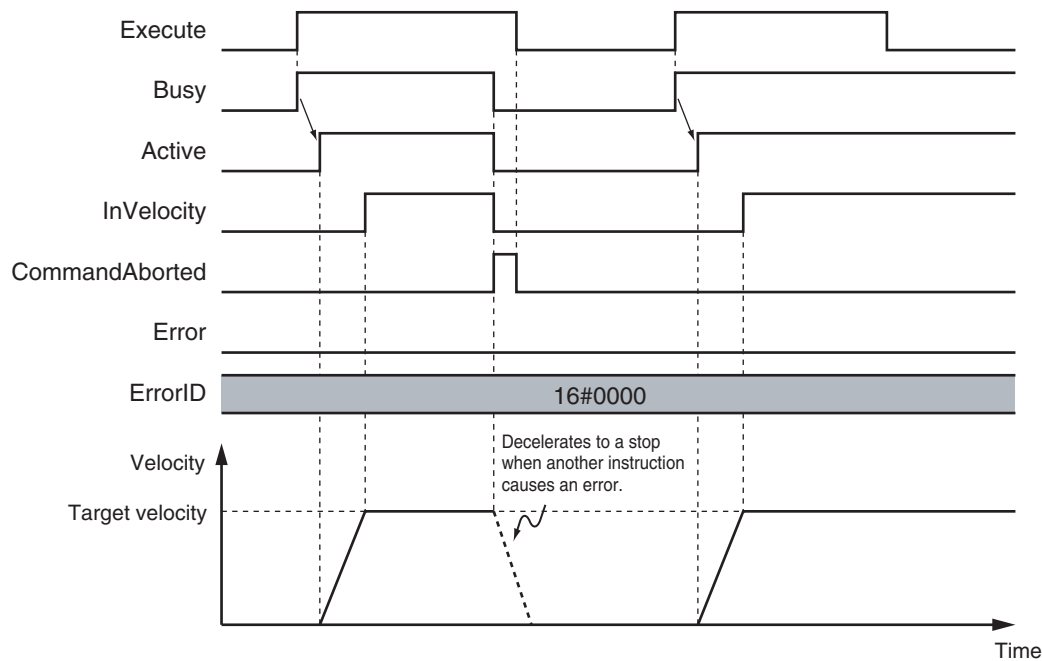 Execute
Busy
Active
InVelocity
CommandAborted
Error
ErrorID
16#0000
Decelerates to a stop
when another instruction
causes an error.
Velocity
Target velocity
Time